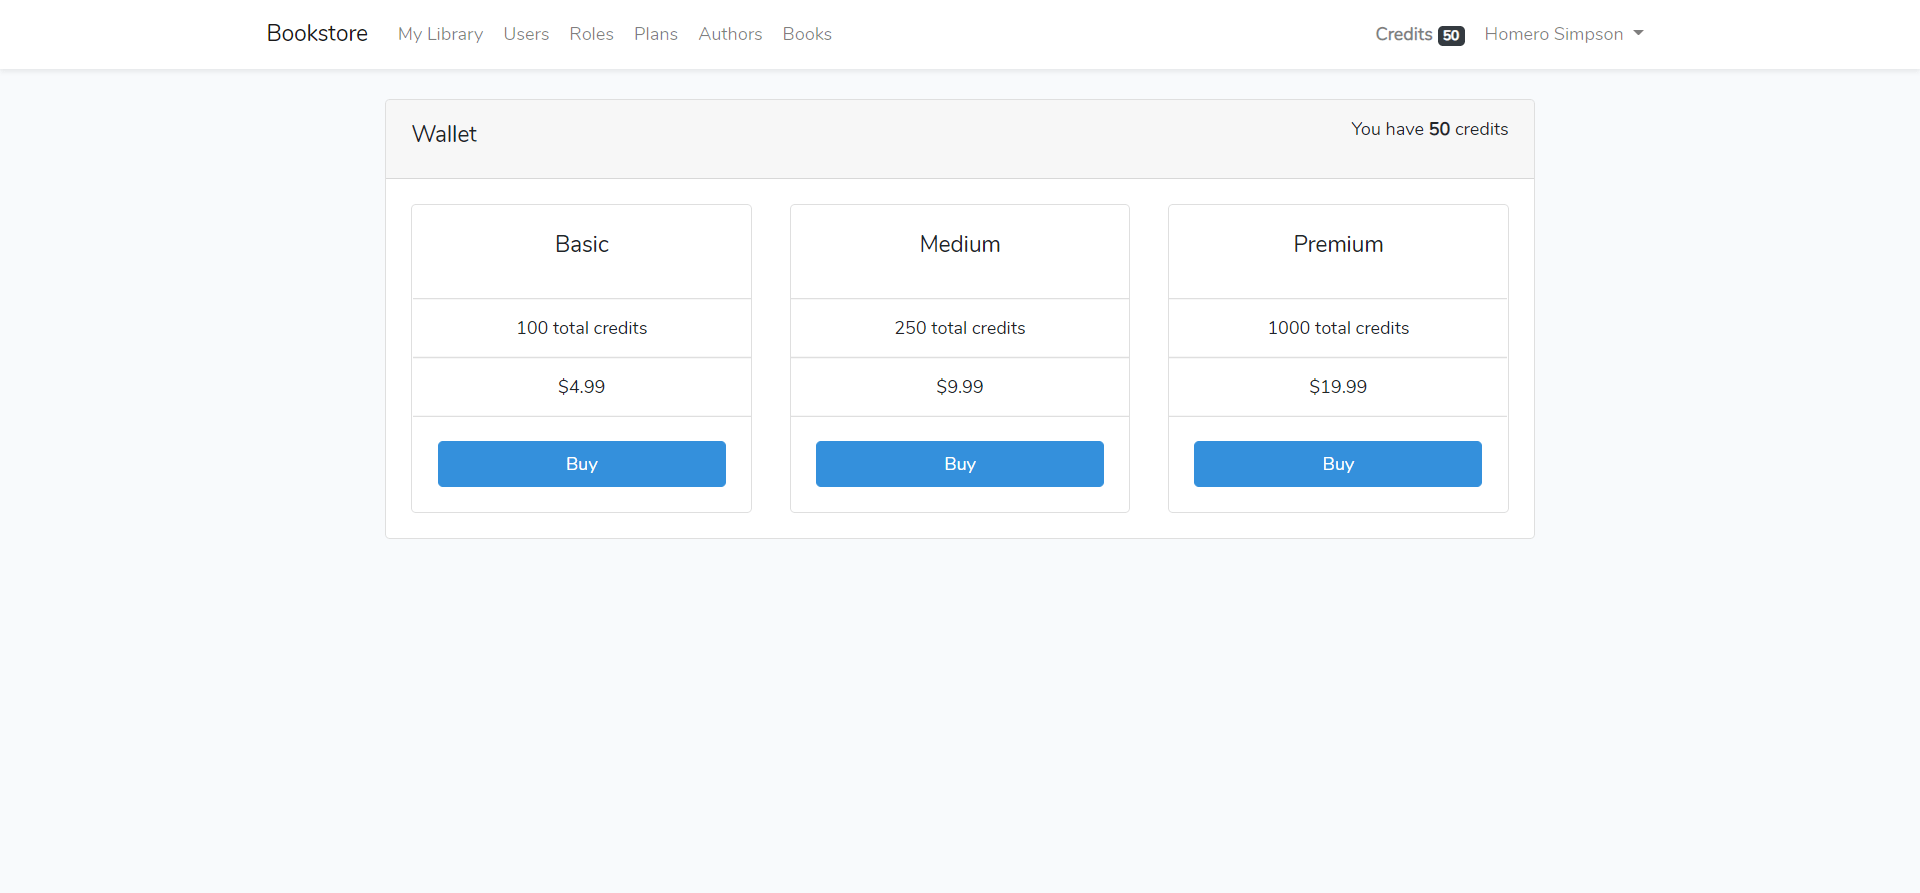 Bookstore My Library Users Roles Plans Authors Books Credits 50 Homero Simpson
Wallet You have 50 credits
Basic Medium Premium
100 total credits 250 total credits 1000 total credits
$4.99 $9.99 $19.99
Buy Buy Buy